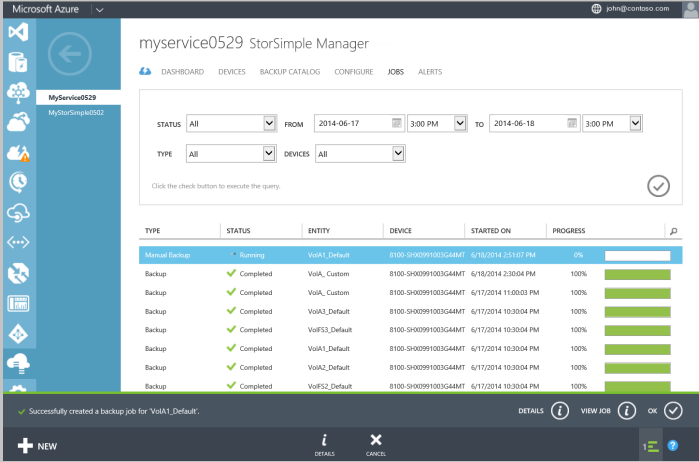 Microsoft Azure
john@contoso.com
myservice0529 StorSimple Manager
DASHBOARD DEVICES BACKUP CATALOG CONFIGURE JOBS ALERTS
MyService0529
MyStorSimple0502
STATUS All FROM 2014-06-17 3:00 PM TO 2014-06-18 3:00 PM
TYPE All DEVICES All
Click the check button to execute the query.
TYPE STATUS ENTITY DEVICE STARTED ON PROGRESS
Manual Backup Running VolA1_Default 8100-SHX0991003G44MT 6/18/2014 2:51:07 PM 0%
Backup Completed VolA_ Custom 8100-SHX0991003G44MT 6/18/2014 2:30:04 PM 100%
Backup Completed VolA_ Custom 8100-SHX0991003G44MT 6/17/2014 11:00:03 PM 100%
Backup Completed VolA3_Default 8100-SHX0991003G44MT 6/17/2014 10:30:04 PM 100%
Backup Completed VolFS3_Default 8100-SHX0991003G44MT 6/17/2014 10:30:04 PM 100%
Backup Completed VolA1_Default 8100-SHX0991003G44MT 6/17/2014 10:30:04 PM 100%
Backup Completed VolA2_Default 8100-SHX0991003G44MT 6/17/2014 10:30:04 PM 100%
Backup Completed VolFS2_Default 8100-SHX0991003G44MT 6/17/2014 10:30:04 PM 100%
Successfully created a backup job for 'VolA1_Default'.
DETAILS VIEW JOB OK
NEW
DETAILS
CANCEL
1